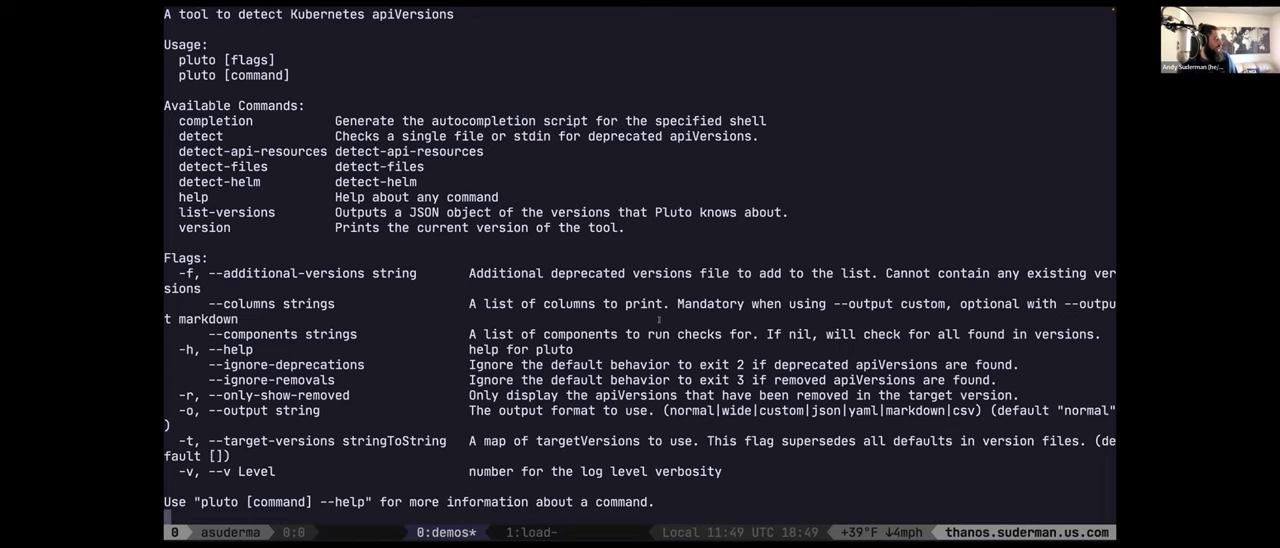 A tool to detect Kubernetes apiVersions
Usage:
pluto [flags]
pluto [command]
Available Commands:
completion Generate the autocompletion script for the specified shell
detect Checks a single file or stdin for deprecated apiVersions.
detect-api-resources detect-api-resources
detect-files detect-files
detect-helm detect-helm
help Help about any command
list-versions Outputs a JSON object of the versions that Pluto knows about.
version Prints the current version of the tool.
Flags:
-f, --additional-versions string Additional deprecated versions file to add to the list. Cannot contain any existing ver
sions
--columns strings A list of columns to print. Mandatory when using --output custom, optional with --outpu
t markdown
--components strings A list of components to run checks for. If nil, will check for all found in versions.
-h, --help help for pluto
--ignore-deprecations Ignore the default behavior to exit 2 if deprecated apiVersions are found.
--ignore-removals Ignore the default behavior to exit 3 if removed apiVersions are found.
-r, --only-show-removed Only display the apiVersions that have been removed in the target version.
-o, --output string The output format to use. (normal|wide|custom|json|yaml|markdown|csv) (default "normal"
)
-t, --target-versions stringToString A map of targetVersions to use. This flag supersedes all defaults in version files. (de
fault [])
-v, --v Level number for the log level verbosity
Use "pluto [command] --help" for more information about a command.
0 asuderma 0:0 0:demos* 1:load- Local 11:49 UTC 18:49 +39°F ↓4mph thanos.suderman.us.com
Andy Suderman [he/...